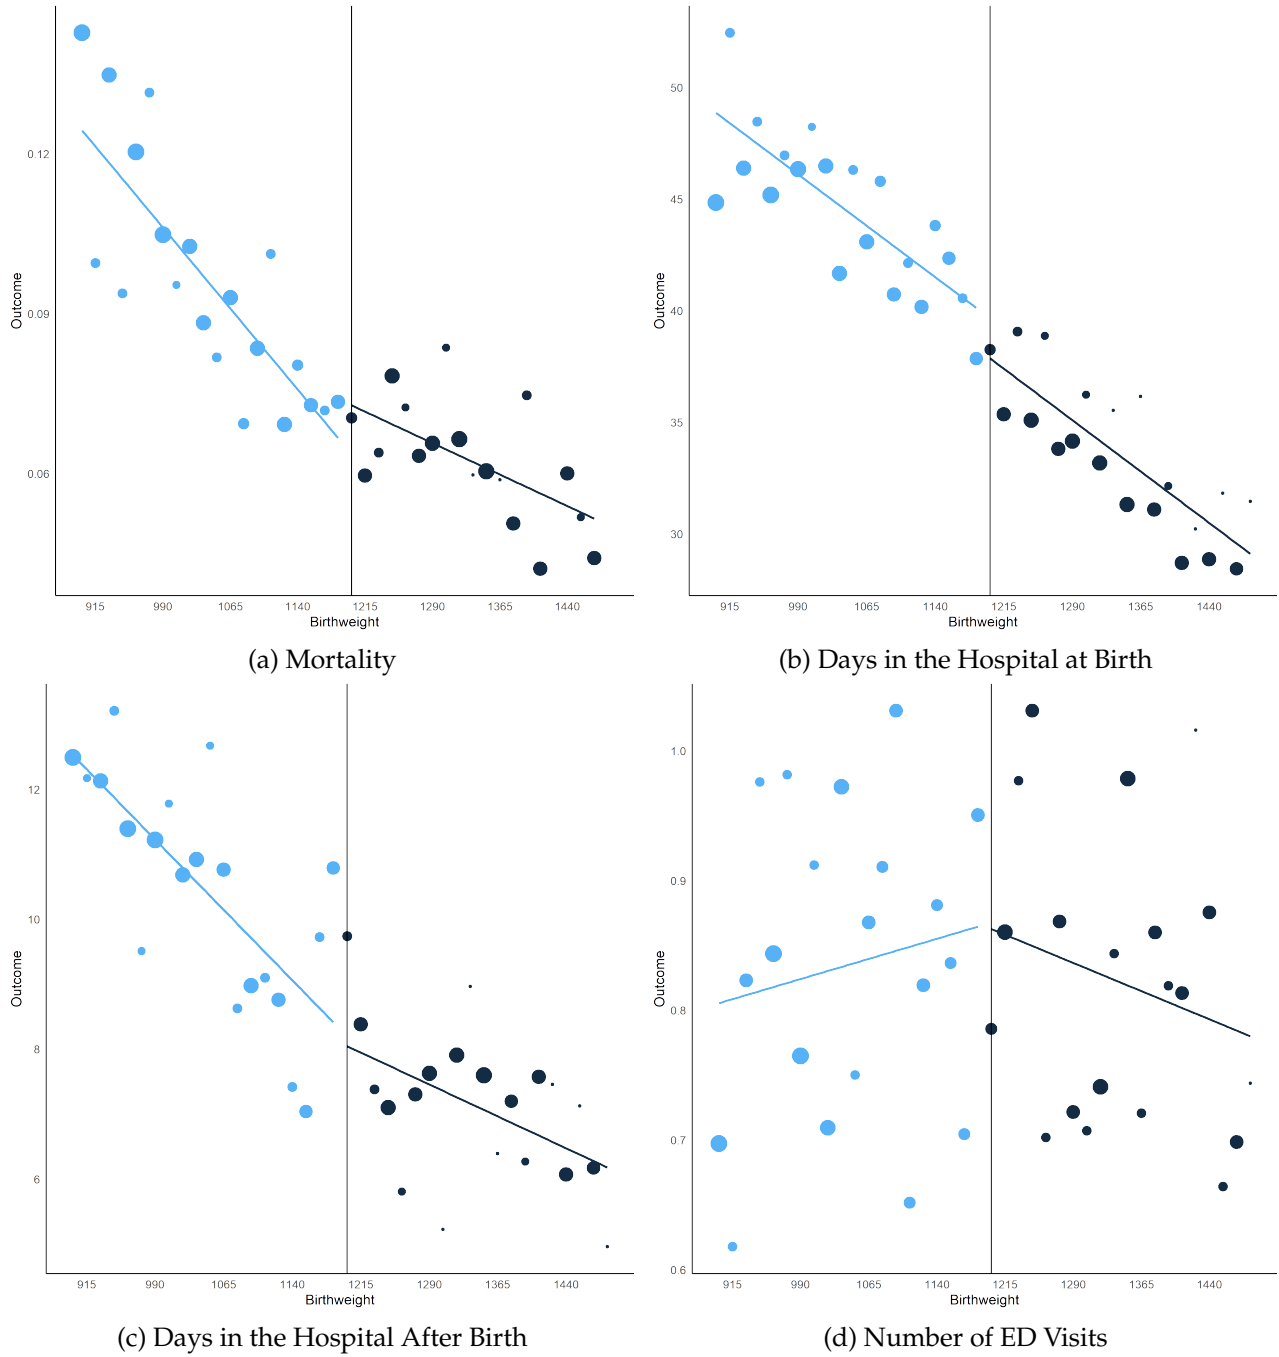 0.12
0.09
0.06
Outcome
915 990 1065 1140 1215 1290 1365 1440
Birthweight
(a) Mortality
50
45
40
35
30
Outcome
915 990 1065 1140 1215 1290 1365 1440
Birthweight
(b) Days in the Hospital at Birth
12
10
8
6
Outcome
915 990 1065 1140 1215 1290 1365 1440
Birthweight
(c) Days in the Hospital After Birth
1.0
0.9
0.8
0.7
0.6
Outcome
915 990 1065 1140 1215 1290 1365 1440
Birthweight
(d) Number of ED Visits